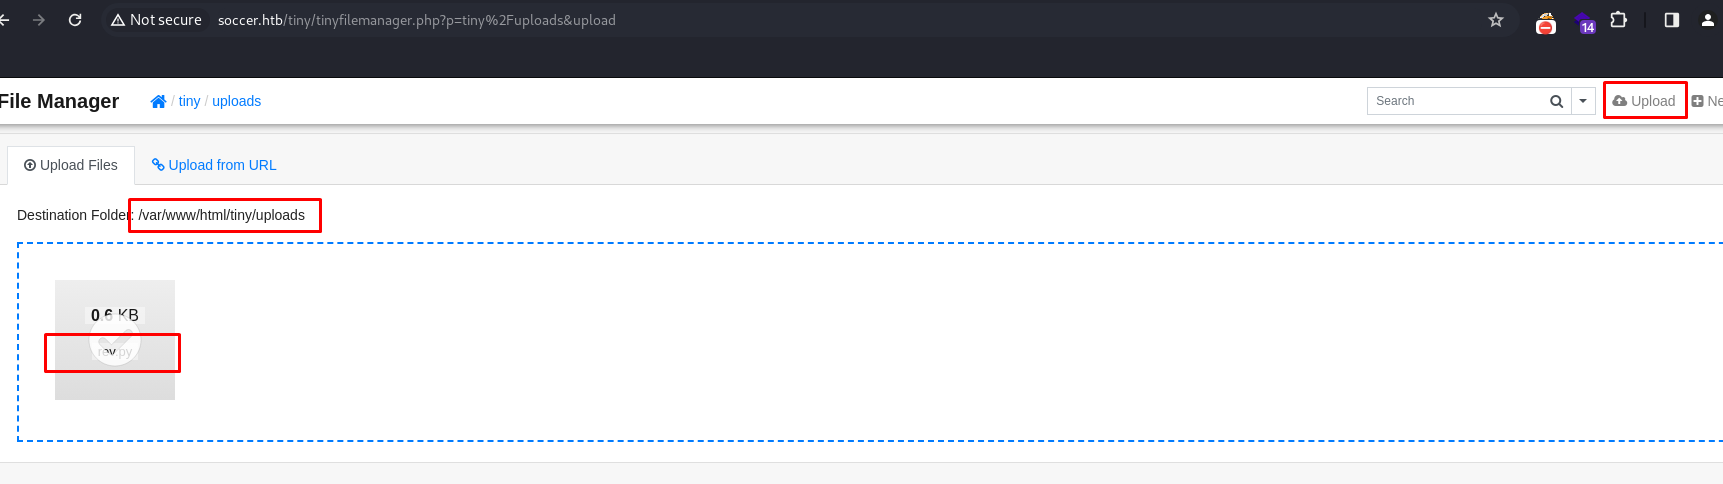 Not secure soccer.htb/tiny/tinyfilemanager.php?p=tiny%2Fuploads&upload
14
File Manager / tiny / uploads Search Upload Ne
Upload Files Upload from URL
Destination Folder: /var/www/html/tiny/uploads
0.6 KB
rev.py